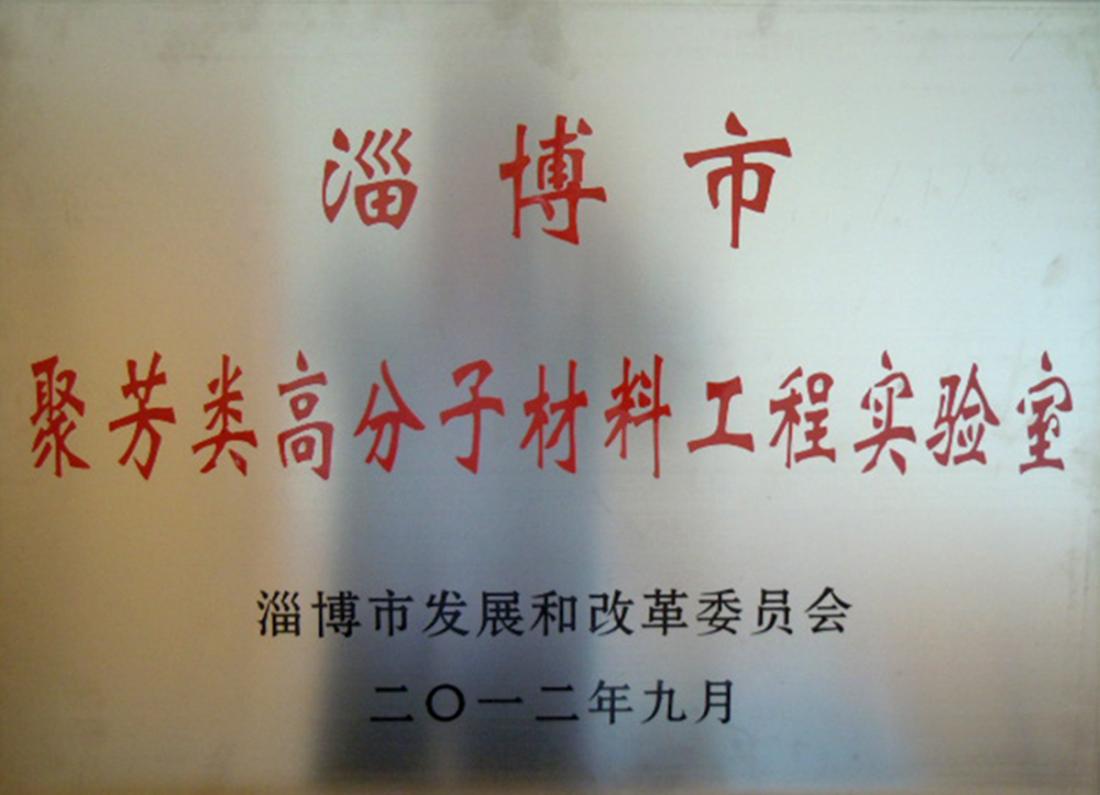 淄博市
聚芳类高分子材料工程实验室
淄博市发展和改革委员会
二〇一二年九月